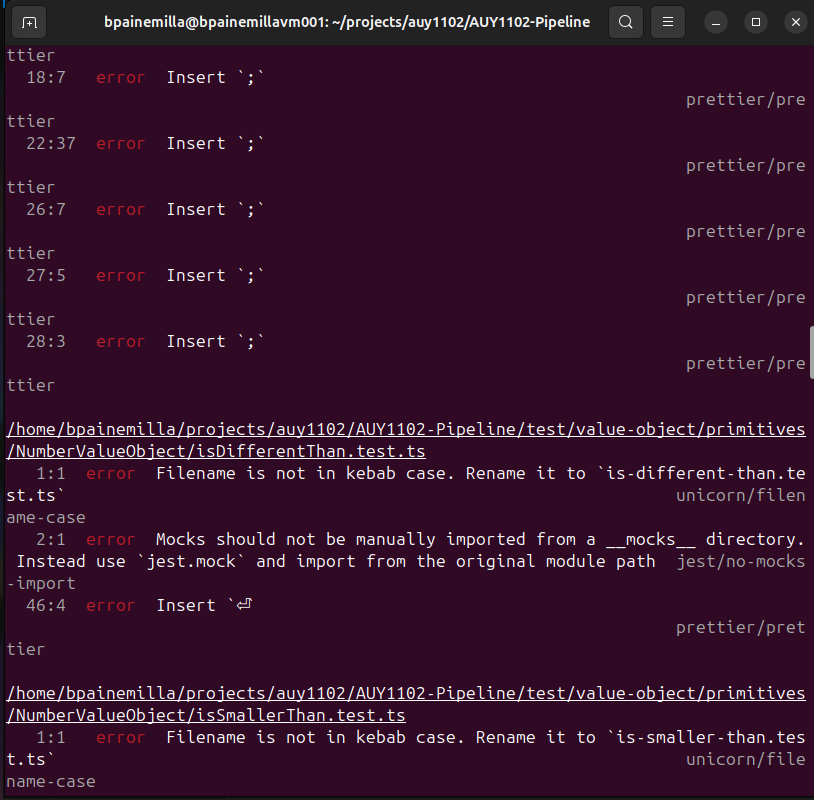 bpainemilla@bpainemillavm001: ~/projects/auy1102/AUY1102-Pipeline
ttier
18:7 error Insert `;`
prettier/pre
ttier
22:37 error Insert `;`
prettier/pre
ttier
26:7 error Insert `;`
prettier/pre
ttier
27:5 error Insert `;`
prettier/pre
ttier
28:3 error Insert `;`
prettier/pre
ttier
/home/bpainemilla/projects/auy1102/AUY1102-Pipeline/test/value-object/primitives
/NumberValueObject/isDifferentThan.test.ts
1:1 error Filename is not in kebab case. Rename it to `is-different-than.te
st.ts` unicorn/filen
ame-case
2:1 error Mocks should not be manually imported from a __mocks__ directory.
Instead use `jest.mock` and import from the original module path jest/no-mocks
-import
46:4 error Insert `⏎
prettier/pret
tier
/home/bpainemilla/projects/auy1102/AUY1102-Pipeline/test/value-object/primitives
/NumberValueObject/isSmallerThan.test.ts
1:1 error Filename is not in kebab case. Rename it to `is-smaller-than.tes
t.ts` unicorn/file
name-case